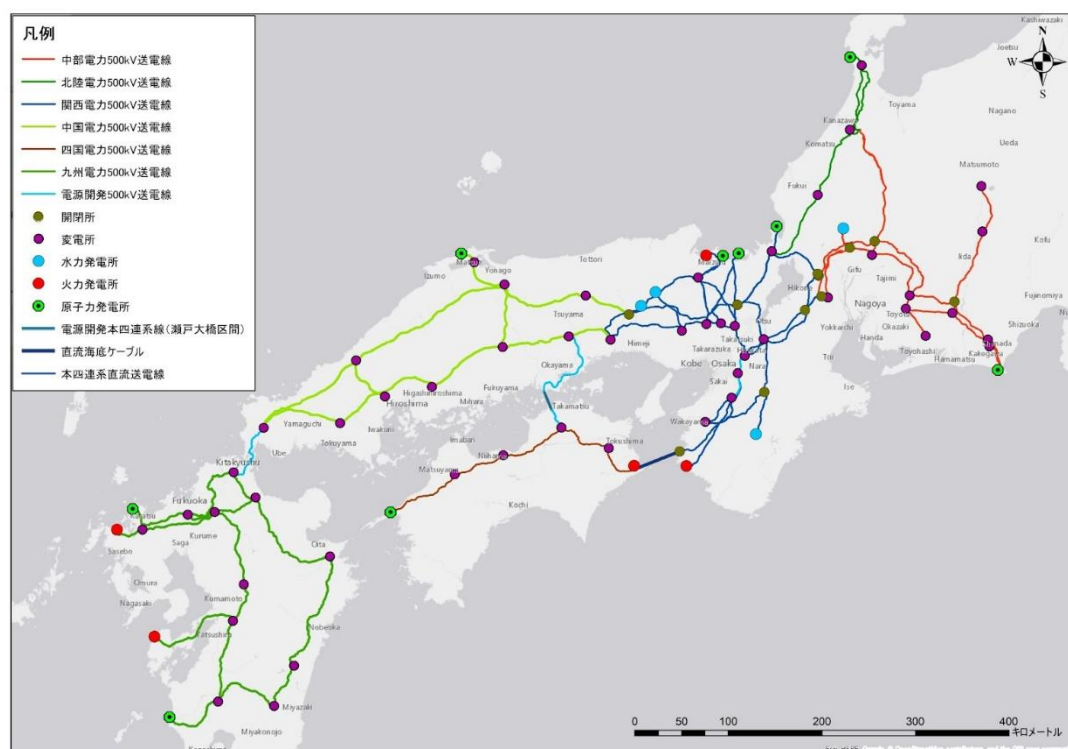 凡例
中部電力500kV送電線
北陸電力500kV送電線
関西電力500kV送電線
中国電力500kV送電線
四国電力500kV送電線
九州電力500kV送電線
電源開発500kV送電線
開閉所
変電所
水力発電所
火力発電所
原子力発電所
電源開発本四連系線(瀬戸大橋区間)
直流海底ケーブル
本四連系直流送電線
Kashiwazaki
Joetsu
N
W
E
S
Toyama
Nagano
Kanazawa
Ueda
Komatsu
Matsumoto
Fukui
Kofu
Iida
Gifu
Tajimi
Fujinomiya
Hikone
Nagoya
Toyota
Shizuoka
Yokkaichi
Okazaki
Handa
Shimada
Kakegawa
Toyohashi
Hamamatsu
Tottori
Yonago
Izumo
Tsuyama
Himeji
Otsu
Takatsuki
Takarazuka
Kobe
Osaka
Nara
Tsu
Sakai
Ise
Okayama
Fukuyama
Higashihiroshima
Hiroshima
Mihara
Takamatsu
Wakayama
Iwakuni
Imabari
Tokushima
Yamaguchi
Tokuyama
Niihama
Ube
Matsuyama
Kitakyushu
Kochi
Fukuoka
Karatsu
Kurume
Saga
Sasebo
Oita
Omura
Nagasaki
Kumamoto
Yatsushiro
Nobeoka
Miyazaki
Miyakonojo
Kagoshima
0
50
100
200
300
400
キロメートル